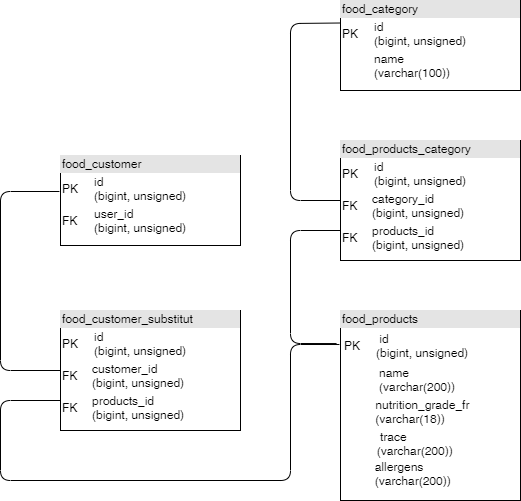 food_category
PK
id
(bigint, unsigned)
name
(varchar(100))
food_products_category
PK
id
(bigint, unsigned)
FK
category_id
(bigint, unsigned)
FK
products_id
(bigint, unsigned)
food_customer
PK
id
(bigint, unsigned)
FK
user_id
(bigint, unsigned)
food_customer_substitut
PK
id
(bigint, unsigned)
FK
customer_id
(bigint, unsigned)
FK
products_id
(bigint, unsigned)
food_products
PK
id
(bigint, unsigned)
name
(varchar(200))
nutrition_grade_fr
(varchar(18))
trace
(varchar(200))
allergens
(varchar(200))